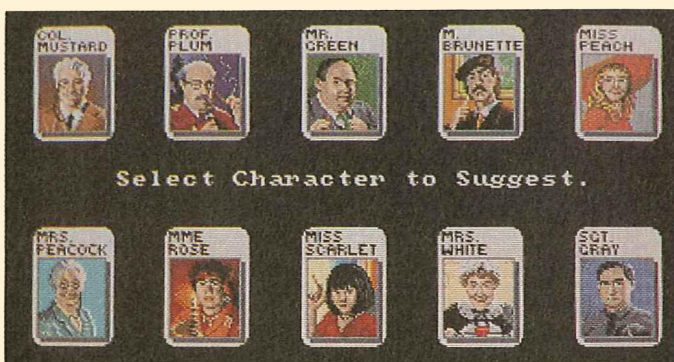 COL.
MUSTARD
PROF.
PLUM
MR.
GREEN
M.
BRUNETTE
MISS
PEACH
Select Character to Suggest.
MRS.
PEACOCK
MME
ROSE
MISS
SCARLET
MRS.
WHITE
SGT.
GRAY